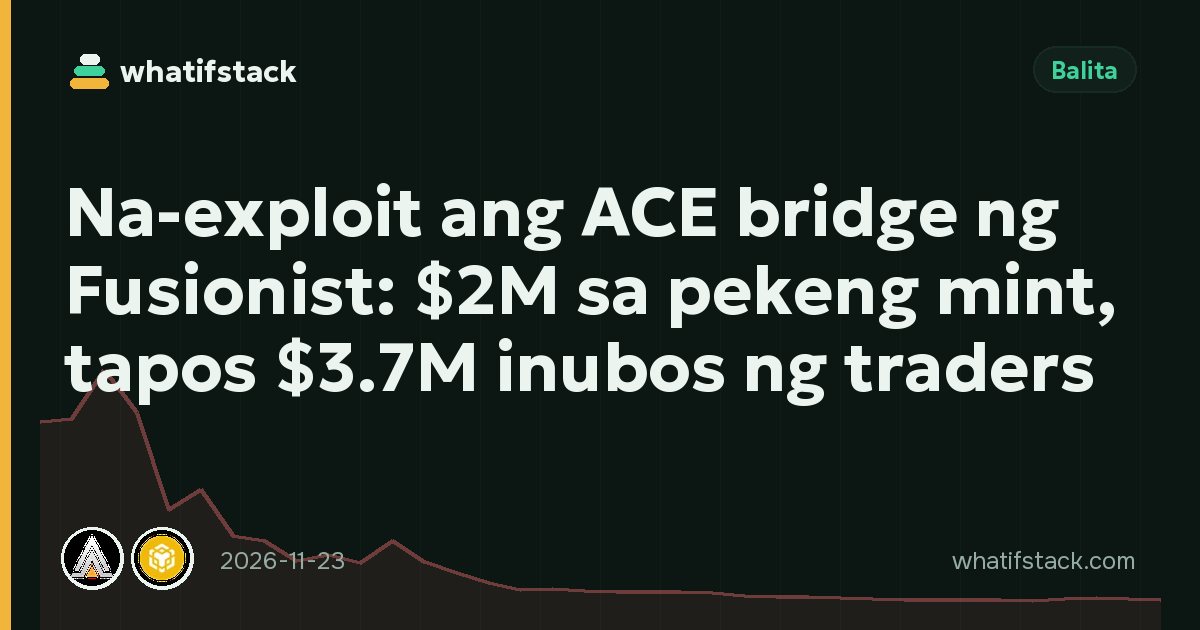 whatifstack
Balita
Na-exploit ang ACE bridge ng
Fusionist: $2M sa pekeng mint,
tapos $3.7M inubos ng traders
2026-11-23
whatifstack.com